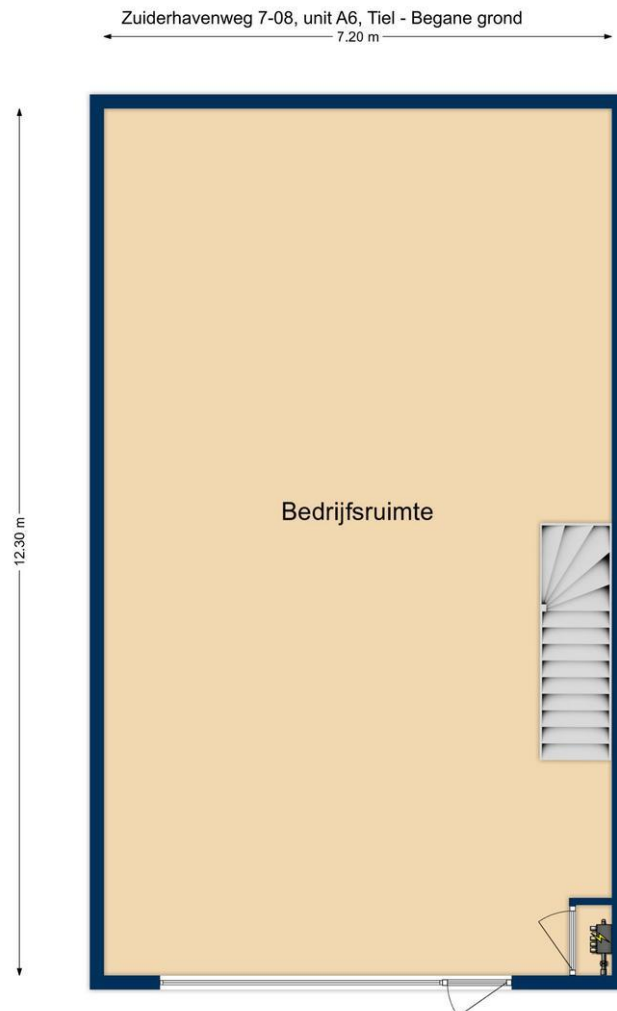 Zuiderhavenweg 7-08, unit A6, Tiel - Begane grond
7.20 m
12.30 m
Bedrijfsruimte